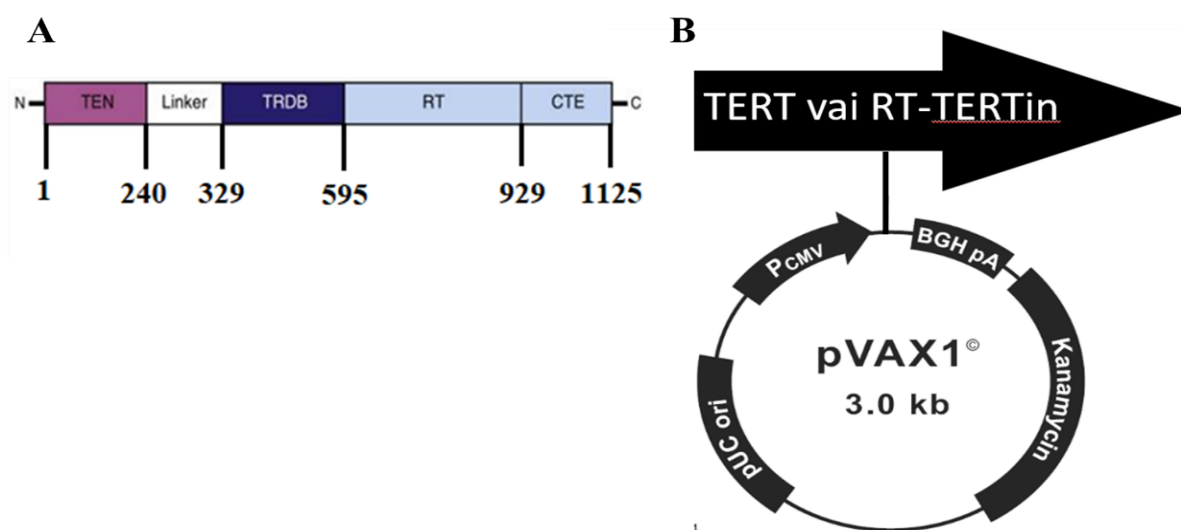 A
N TEN Linker TRDB RT CTE C
1 240 329 595 929 1125
B
TERT vai RT-TERTin
PCMV
BGH pA
Kanamycin
pUC ori
pVAX1©
3.0 kb
1